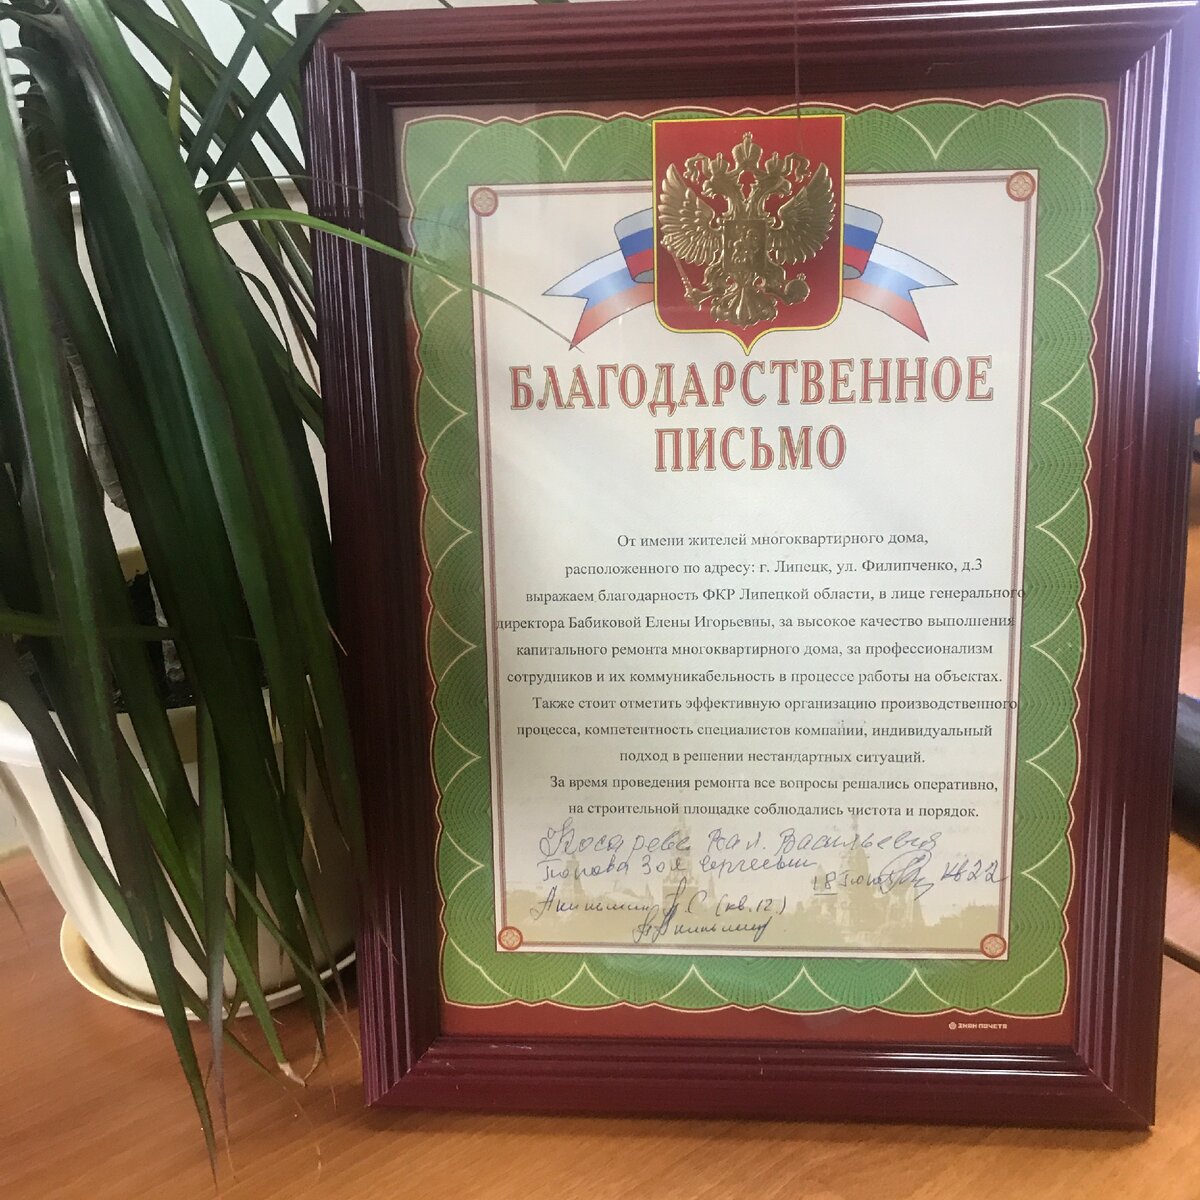 БЛАГОДАРСТВЕННОЕ
ПИСЬМО
От имени жителей многоквартирного дома,
расположенного по адресу: г. Липецк, ул. Филипченко, д.3
выражаем благодарность ФКР Липецкой области, в лице генерального
директора Бабиковой Елены Игорьевны, за высокое качество выполнения
капитального ремонта многоквартирного дома, за профессионализм
сотрудников и их коммуникабельность в процессе работы на объектах.
Также стоит отметить эффективную организацию производственного
процесса, компетентность специалистов компании, индивидуальный
подход в решении нестандартных ситуаций.
За время проведения ремонта все вопросы решались оперативно,
на строительной площадке соблюдались чистота и порядок.
Васильевна
Попова Зоя Сергеевна
кв 22
(кв.12.)
ЗНАК ПОЧЕТА